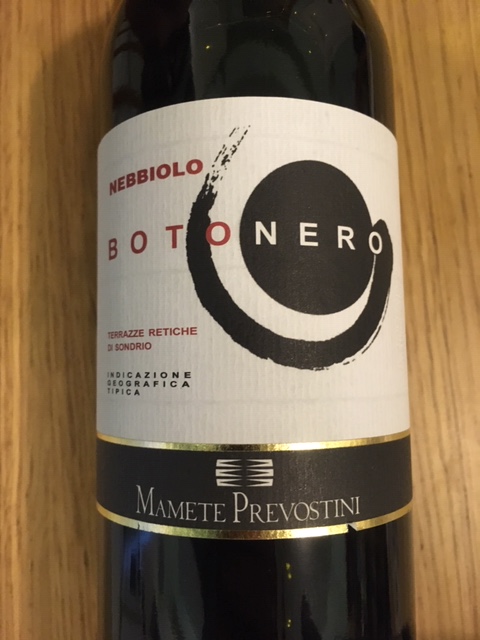 NEBBIOLO
BOTONERO
TERRAZZE RETICHE
DI SONDRIO
INDICAZIONE
GEOGRAFICA
TIPICA
MAMETE PREVOSTINI